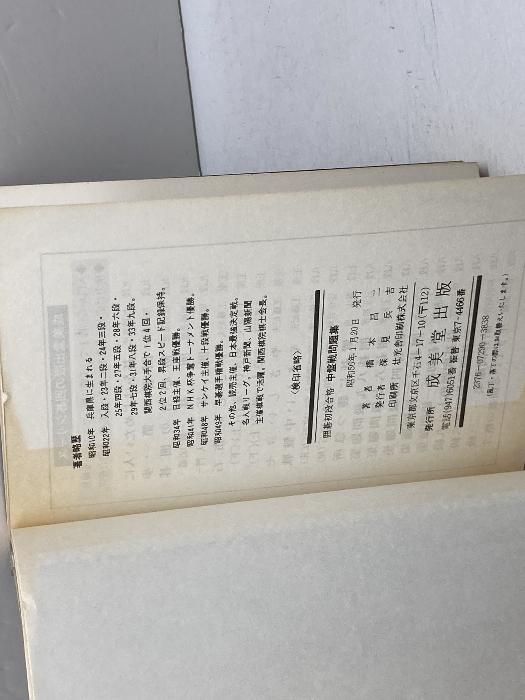 著者略歴
昭和10年 兵庫県に生まれる
昭和22年 入段・23年二段・24年三段・
25年四段・27年五段・28年六段・
29年七段・31年八段・33年九段。
関西棋院大手合で1位4回・
2位2回、昇段スピード記録保持。
昭和34年 日経主催、王座戦優勝。
昭和41年 NHK杯争奪トーナメント優勝。
昭和48年 サンケイ主催、十段戦優勝。
昭和49年 早碁選手権戦優勝。
その他、読売主催、日本最強決定戦。
名人戦リーグ、神戸新聞、山陽新聞
主催棋戦で活躍。関西棋院棋士会長。
〈検印省略〉
囲碁初段合格 中盤戦問題集
昭和56年1月20日 発行
著者 橋本昌二
発行者 深見兵吉
印刷所 壮光舎印刷株式会社
東京都文京区千石4-17-10(〒112)
発行所 成美堂出版
電話(947)6851番 振替 東京7-4466番